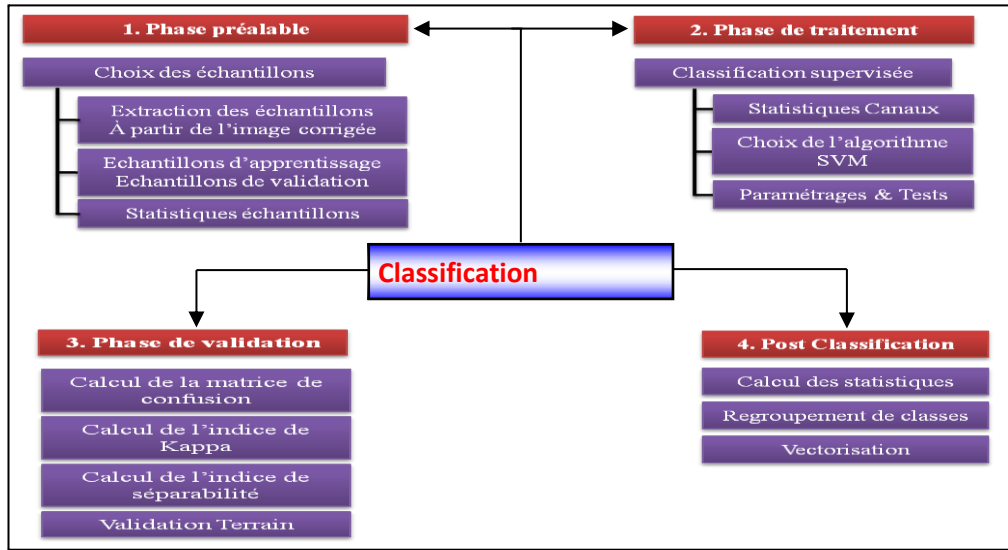 1. Phase préalable
Choix des échantillons
Extraction des échantillons
À partir de l'image corrigée
Echantillons d'apprentissage
Echantillons de validation
Statistiques échantillons
2. Phase de traitement
Classification supervisée
Statistiques Canaux
Choix de l'algorithme
SVM
Paramétrages & Tests
Classification
3. Phase de validation
Calcul de la matrice de
confusion
Calcul de l'indice de
Kappa
Calcul de l'indice de
séparabilité
Validation Terrain
4. Post Classification
Calcul des statistiques
Regroupement de classes
Vectorisation